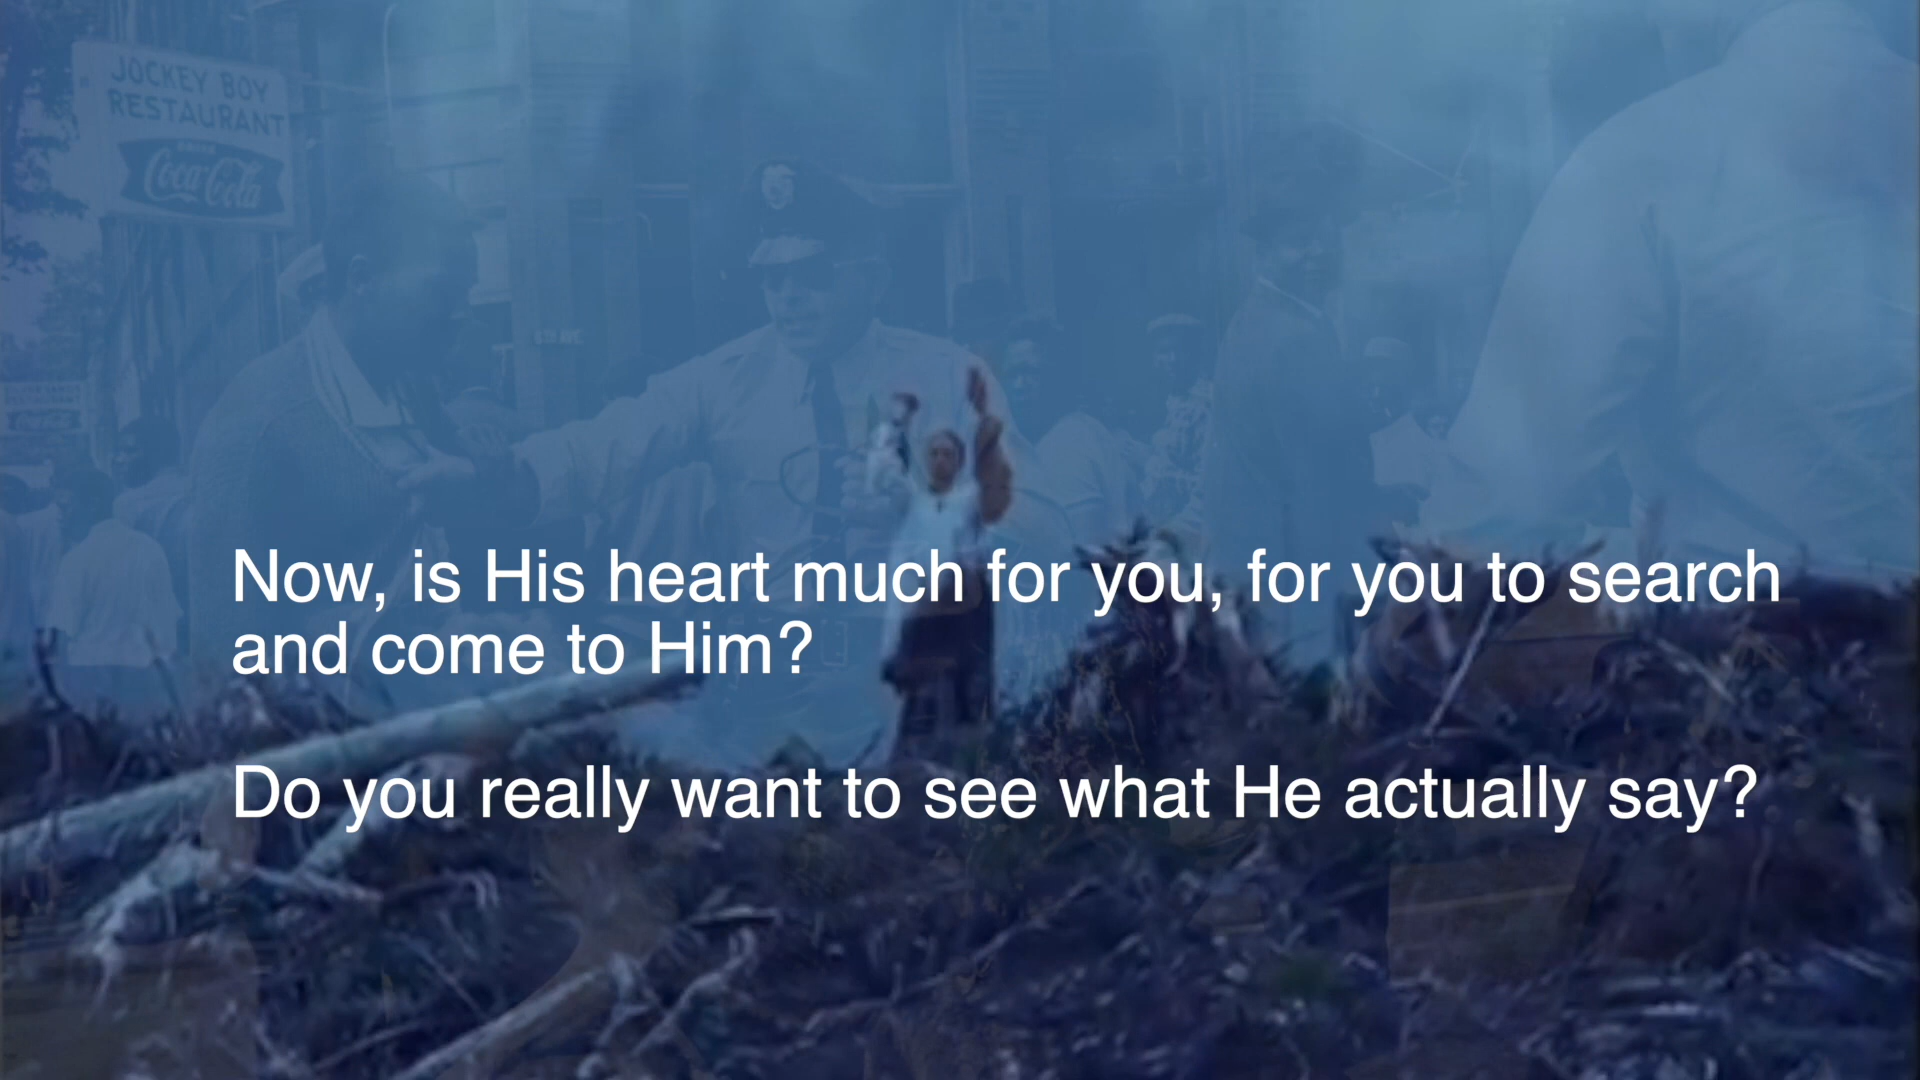 JOCKEY BOY
RESTAURANT
Coca-Cola
Now, is His heart much for you, for you to search
and come to Him?
Do you really want to see what He actually say?